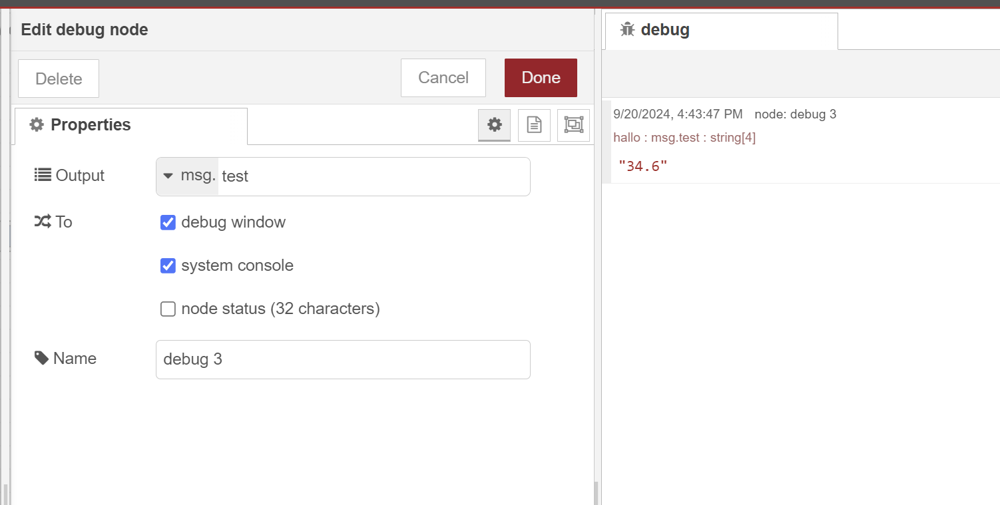 Edit debug node
Delete
Cancel
Done
Properties
Output
msg. test
To
debug window
system console
node status (32 characters)
Name
debug 3
debug
9/20/2024, 4:43:47 PM node: debug 3
hallo : msg.test : string[4]
"34.6"